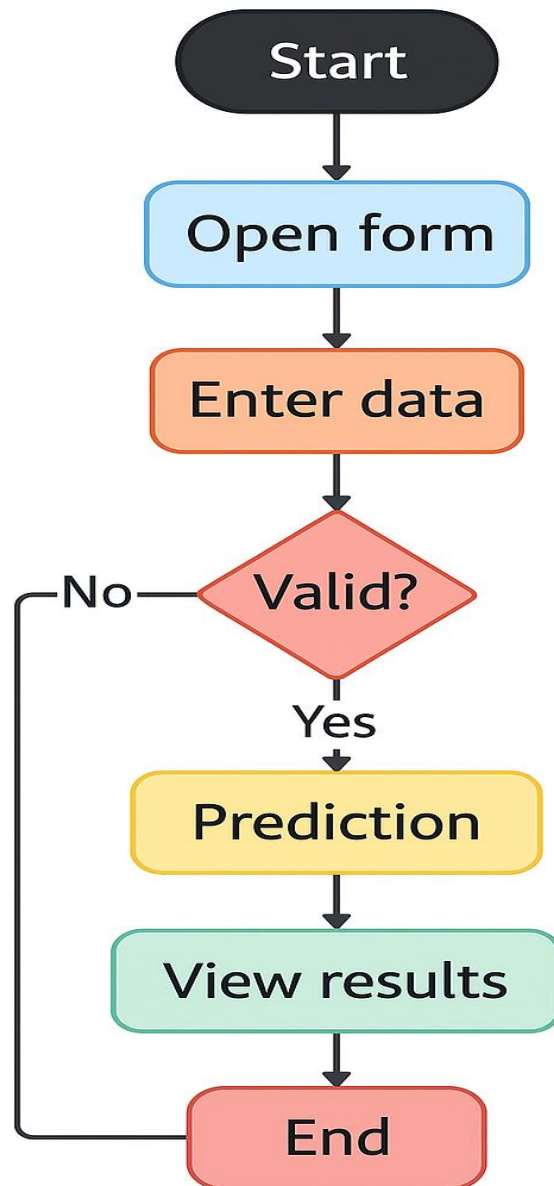 Start
Open form
Enter data
Valid?
No
Yes
Prediction
View results
End